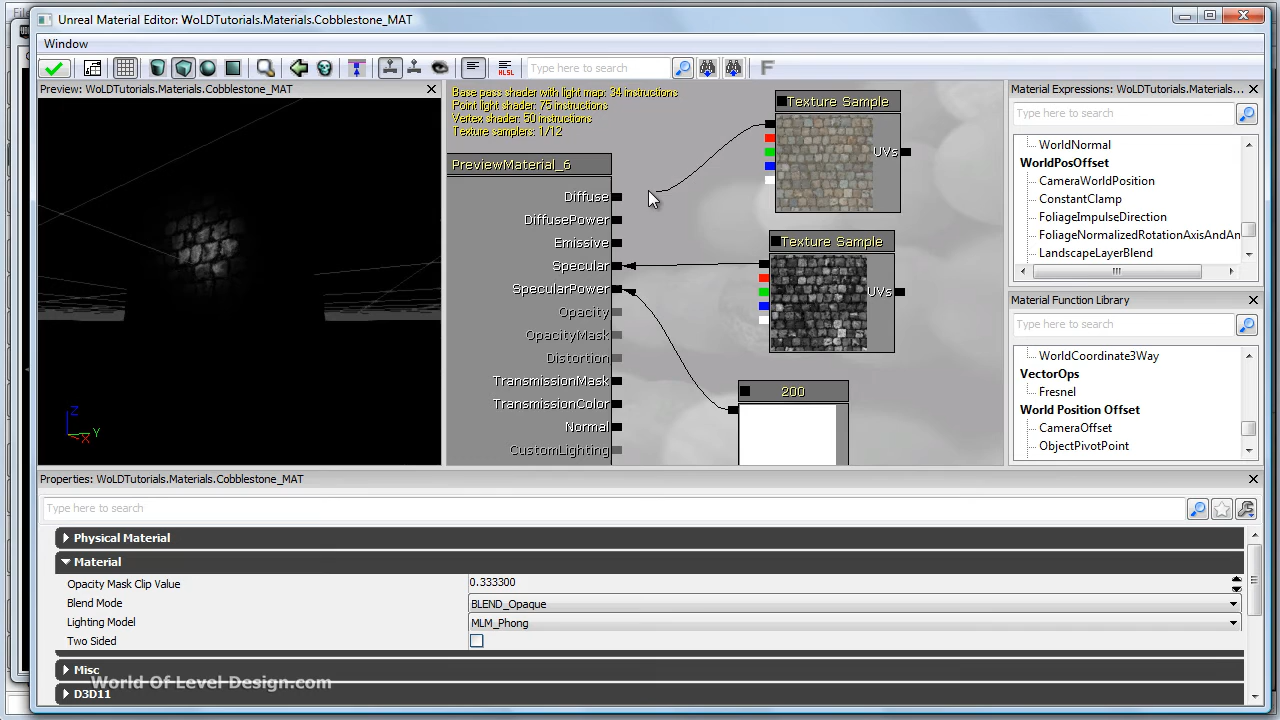 Unreal Material Editor: WoLDTutorials.Materials.Cobblestone_MAT
Window
HLSL
Type here to search
F
Preview: WoLDTutorials.Materials.Cobblestone_MAT
Z
Y
X
Base pass shader with light map: 34 instructions
Point light shader: 75 instructions
Vertex shader: 50 instructions
Texture samplers: 1/12
PreviewMaterial_6
Diffuse
DiffusePower
Emissive
Specular
SpecularPower
Opacity
OpacityMask
Distortion
TransmissionMask
TransmissionColor
Normal
CustomLighting
Texture Sample
UVs
Texture Sample
UVs
200
Material Expressions: WoLDTutorials.Materials...
Type here to search
WorldNormal
WorldPosOffset
CameraWorldPosition
ConstantClamp
FoliageImpulseDirection
FoliageNormalizedRotationAxisAndAn
LandscapeLayerBlend
Material Function Library
Type here to search
WorldCoordinate3Way
VectorOps
Fresnel
World Position Offset
CameraOffset
ObjectPivotPoint
Properties: WoLDTutorials.Materials.Cobblestone_MAT
Type here to search
Physical Material
Material
Opacity Mask Clip Value
0.333300
Blend Mode
BLEND_Opaque
Lighting Model
MLM_Phong
Two Sided
Misc
World-Of-Level-Design.com
D3D11